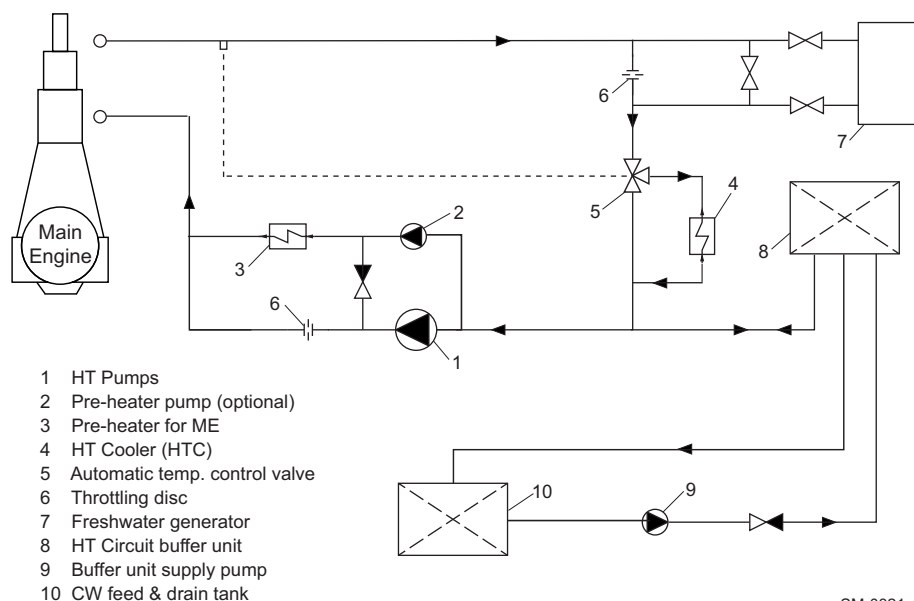 6
7
4
5
8
Main
Engine
2
3
6
1
1 HT Pumps
2 Pre-heater pump (optional)
3 Pre-heater for ME
4 HT Cooler (HTC)
5 Automatic temp. control valve
6 Throttling disc
7 Freshwater generator
8 HT Circuit buffer unit
9 Buffer unit supply pump
10 CW feed & drain tank
10
9